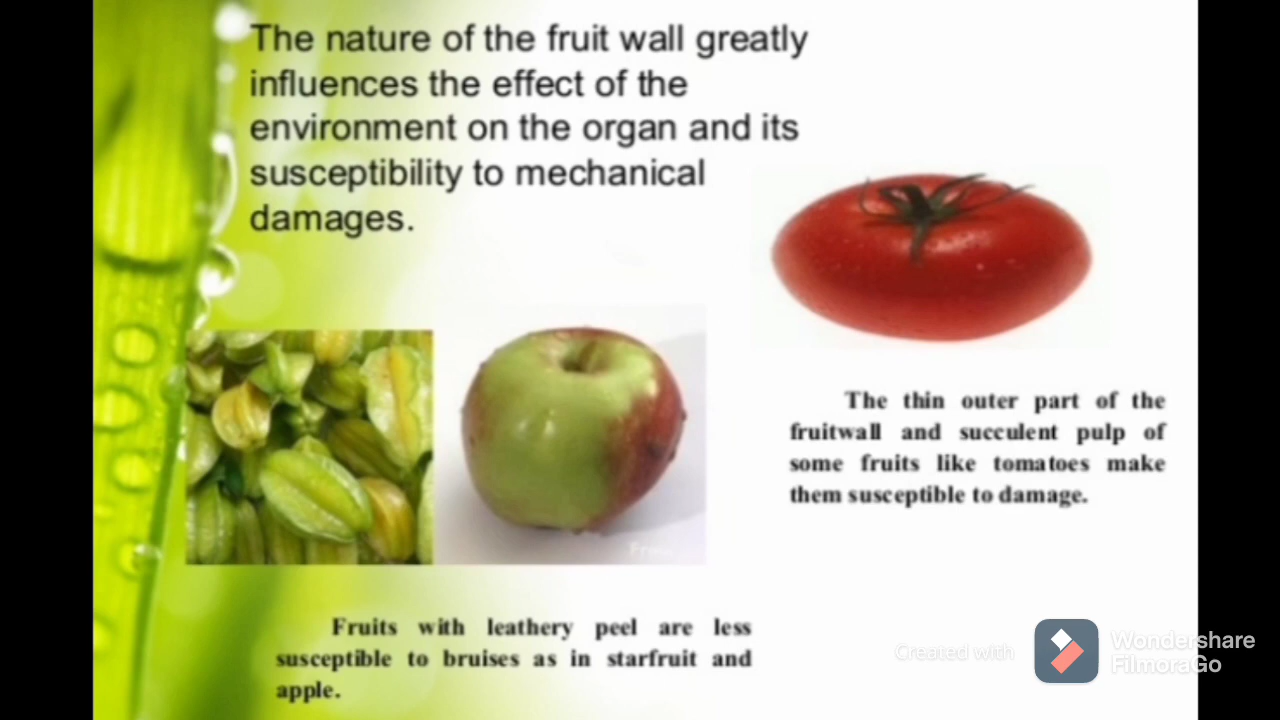 The nature of the fruit wall greatly
influences the effect of the
environment on the organ and its
susceptibility to mechanical
damages.
The thin outer part of the
fruitwall and succulent pulp of
some fruits like tomatoes make
them susceptible to damage.
Fruits with leathery peel are less
susceptible to bruises as in starfruit and
apple.
Created with
Wondershare
FilmoraGo